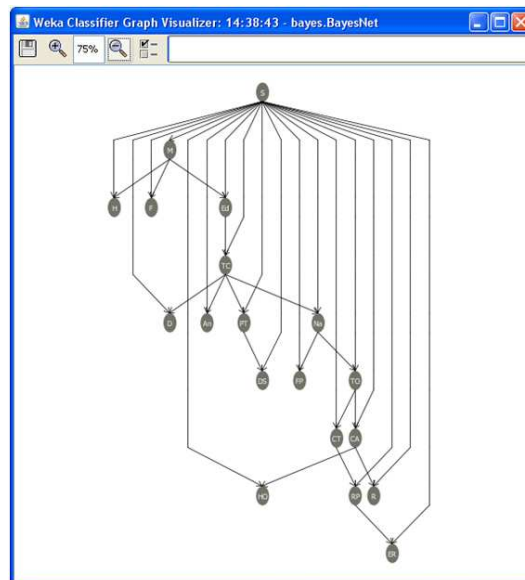 Weka Classifier Graph Visualizer: 14:38:43 - bayes.BayesNet
75%
S
M
H F Ed
TC
D An PT Na
DS FP TO
CT CA
HO RP R
ER